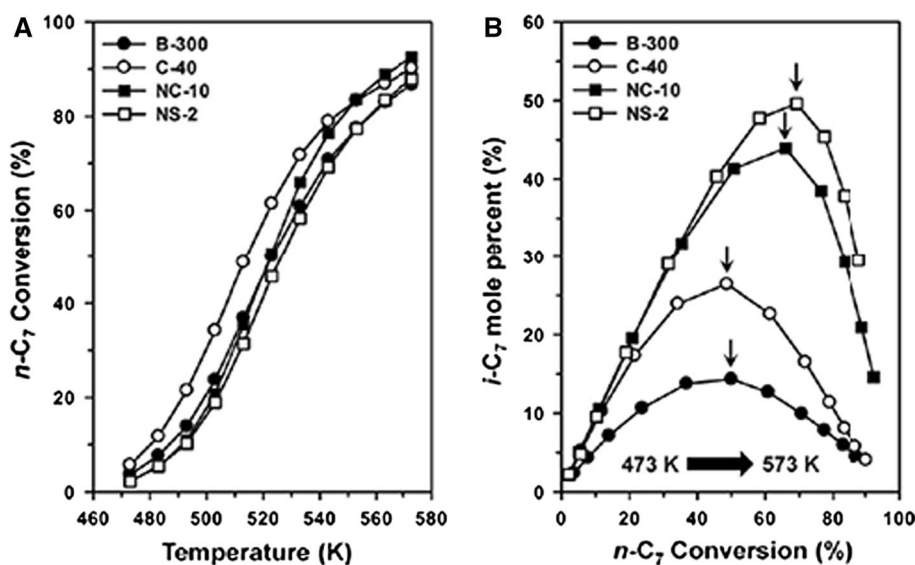 A
B-300
C-40
NC-10
NS-2
n-C7 Conversion (%)
100
80
60
40
20
0
460 480 500 520 540 560 580
Temperature (K)
B
B-300
C-40
NC-10
NS-2
i-C7 mole percent (%)
60
50
40
30
20
10
0
473 K 573 K
0 20 40 60 80 100
n-C7 Conversion (%)